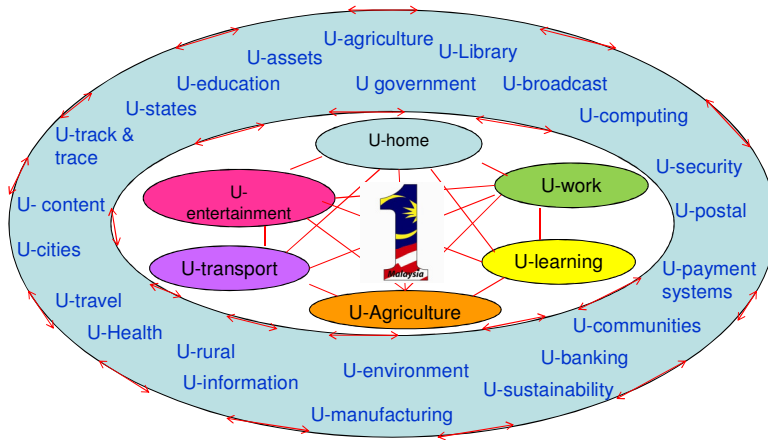 U-agriculture
U-assets
U-Library
U-education
U government
U-broadcast
U-states
U-computing
U-track &
trace
U-home
U-security
U- content
U-
entertainment
U-work
U-postal
U-cities
U-transport
Malaysia
U-learning
U-payment
systems
U-travel
U-Agriculture
U-Health
U-communities
U-rural
U-environment
U-banking
U-information
U-sustainability
U-manufacturing